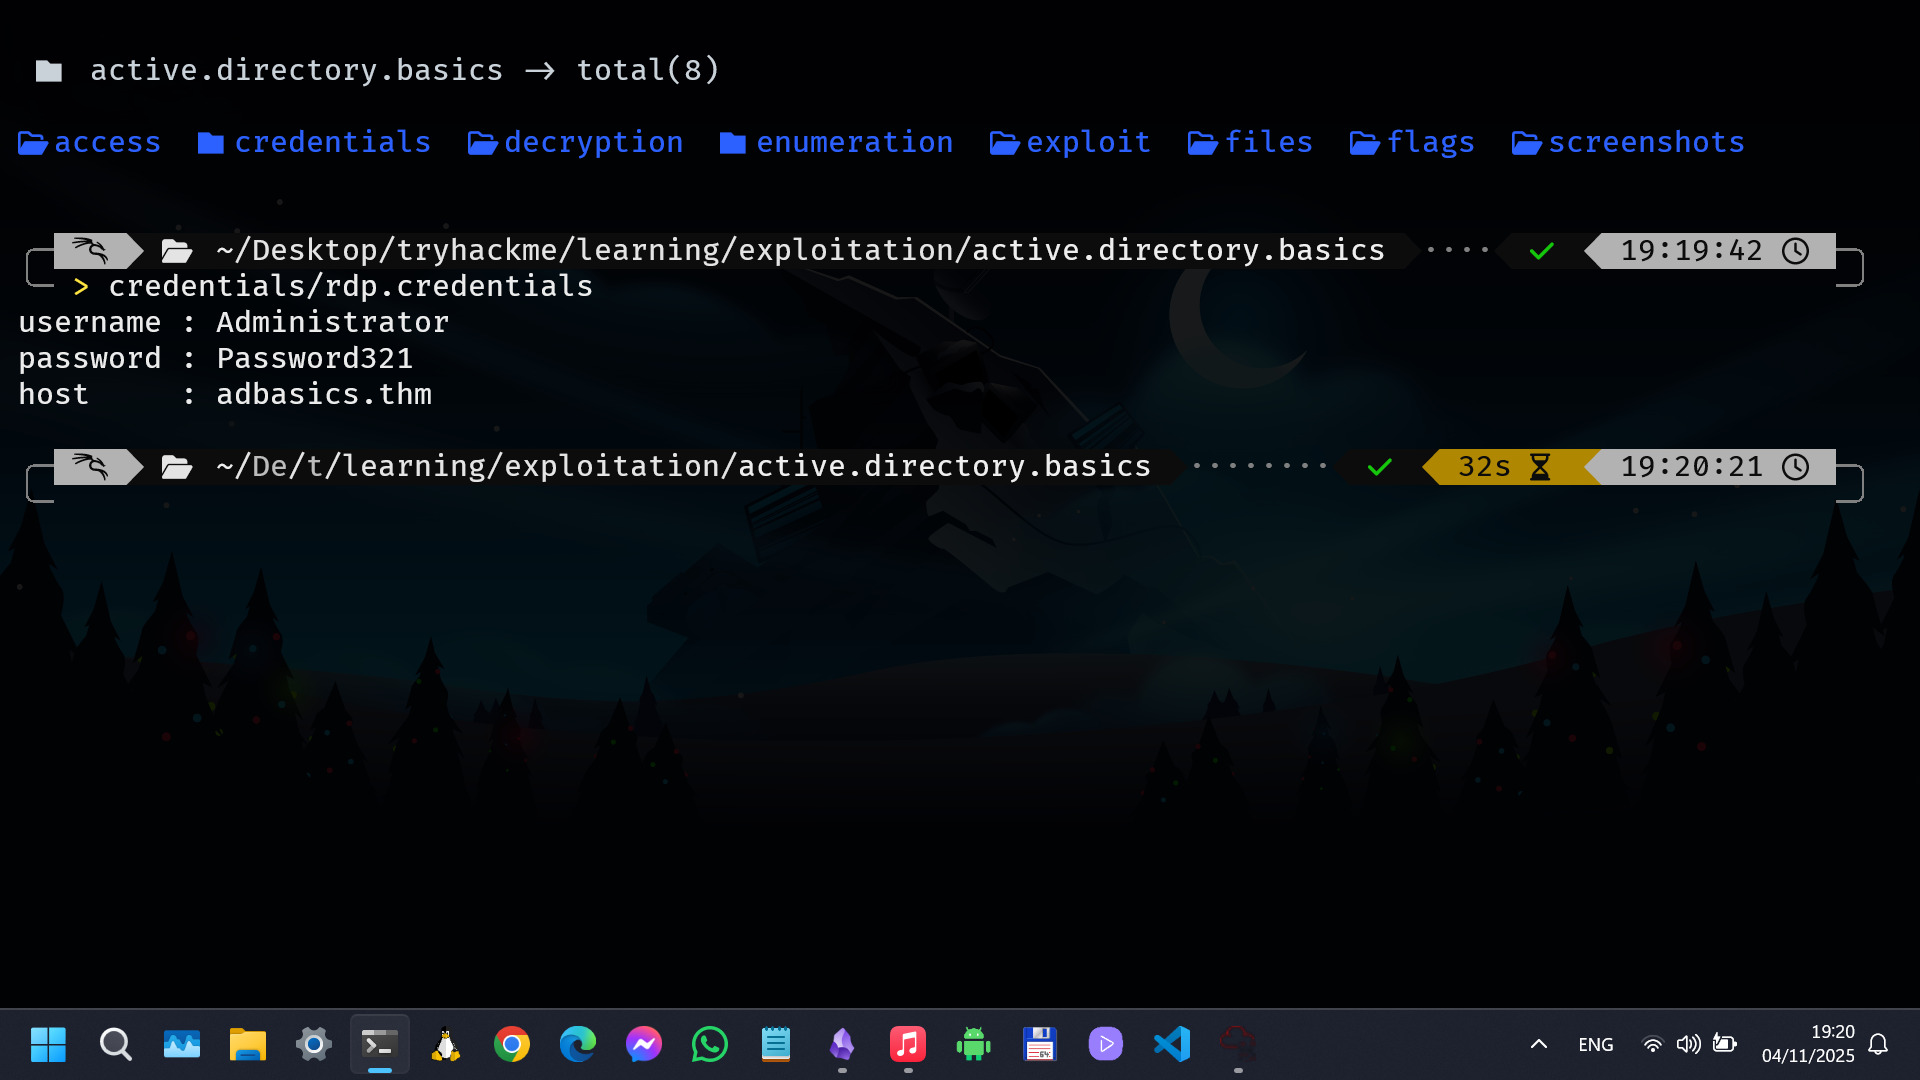 active.directory.basics → total(8)
access credentials decryption enumeration exploit files flags screenshots
~/Desktop/tryhackme/learning/exploitation/active.directory.basics ···· ✓ 19:19:42
> credentials/rdp.credentials
username : Administrator
password : Password321
host     : adbasics.thm
~/De/t/learning/exploitation/active.directory.basics ········ ✓ 32s 19:20:21
64
ENG
19:20
04/11/2025